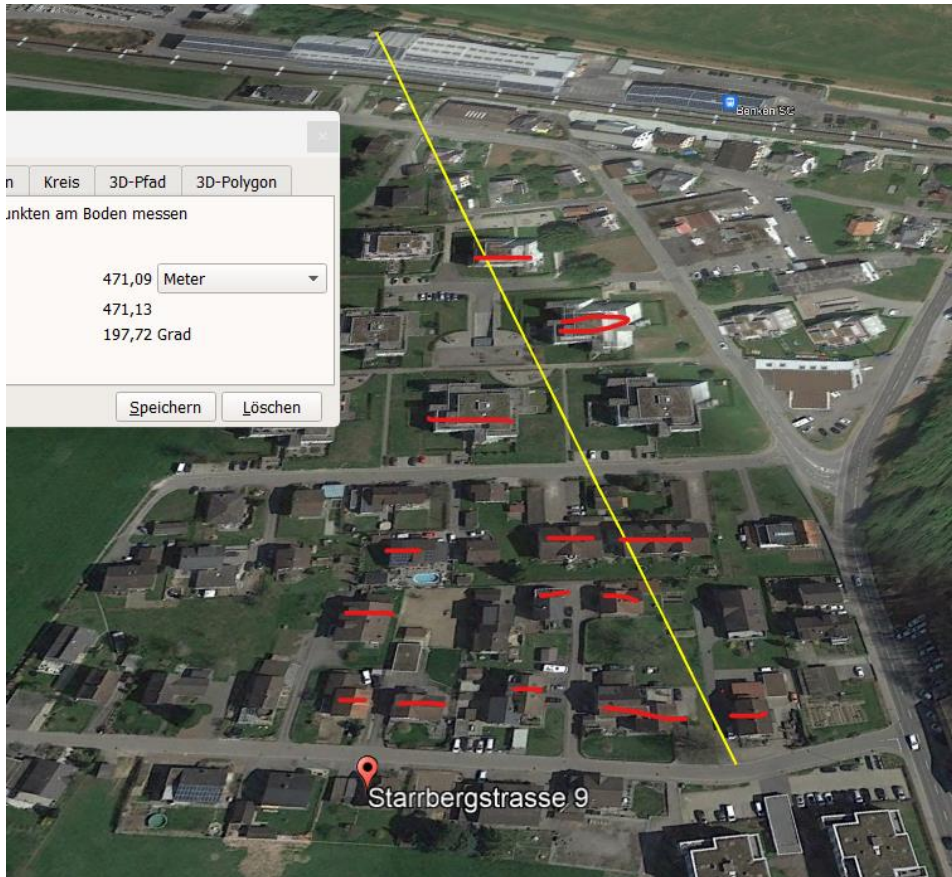 Benken SG
n Kreis 3D-Pfad 3D-Polygon
unkten am Boden messen
471,09 Meter
471,13
197,72 Grad
Speichern Löschen
Starrbergstrasse 9